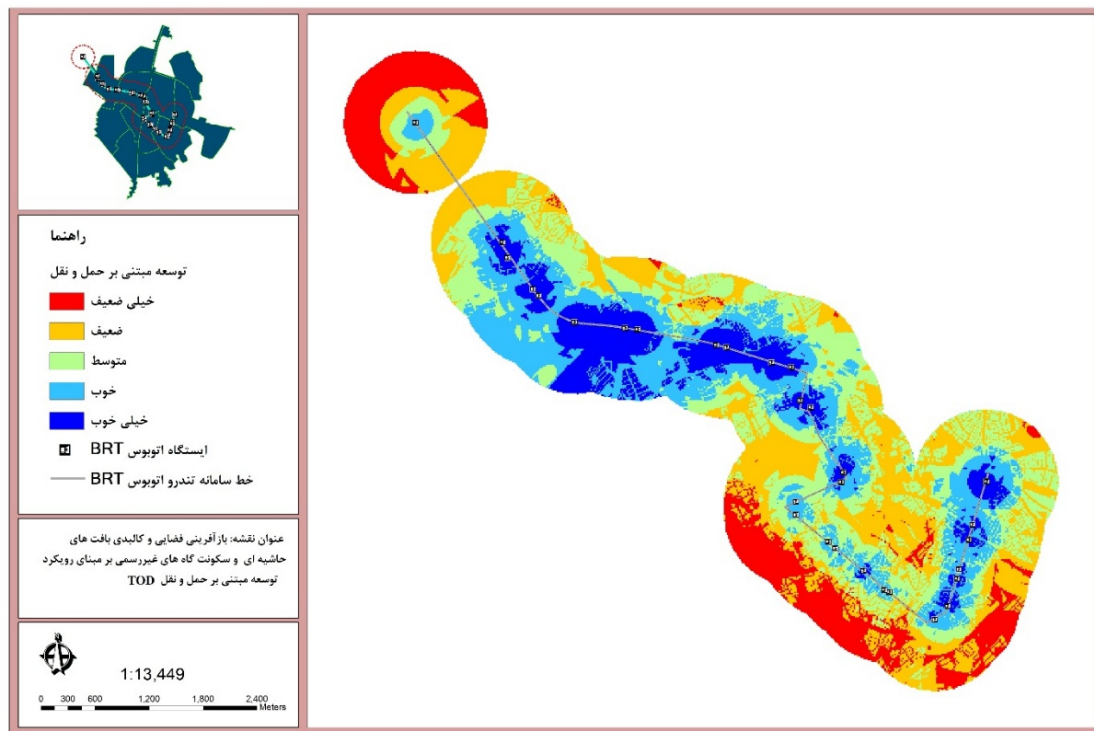 راهنما
توسعه مبتنی بر حمل و نقل
خیلی ضعیف
ضعیف
متوسط
خوب
خیلی خوب
ایستگاه اتوبوس BRT
خط سامانه تندرو اتوبوس BRT
عنوان نقشه: بازآفرینی فضایی و کالبدی بافت های
حاشیه ای و سکونت گاه های غیررسمی بر مبنای رویکرد
توسعه مبتنی بر حمل و نقل TOD
1:13,449
0 300 600 1,200 1,800 2,400
Meters